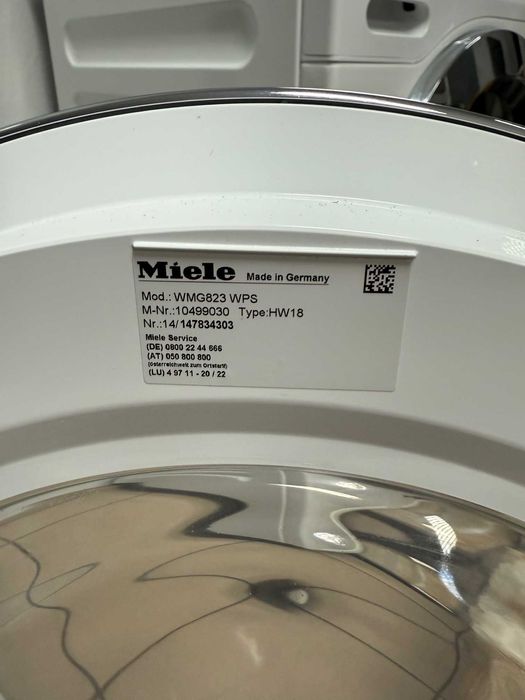 Miele Made in Germany
Mod.: WMG823 WPS
M-Nr.:10499030 Type:HW18
Nr.:14/147834303
Miele Service
(DE) 0800 22 44 666
(AT) 050 800 800
(österreichweit zum Ortstarif)
(LU) 4 97 11 - 20 / 22